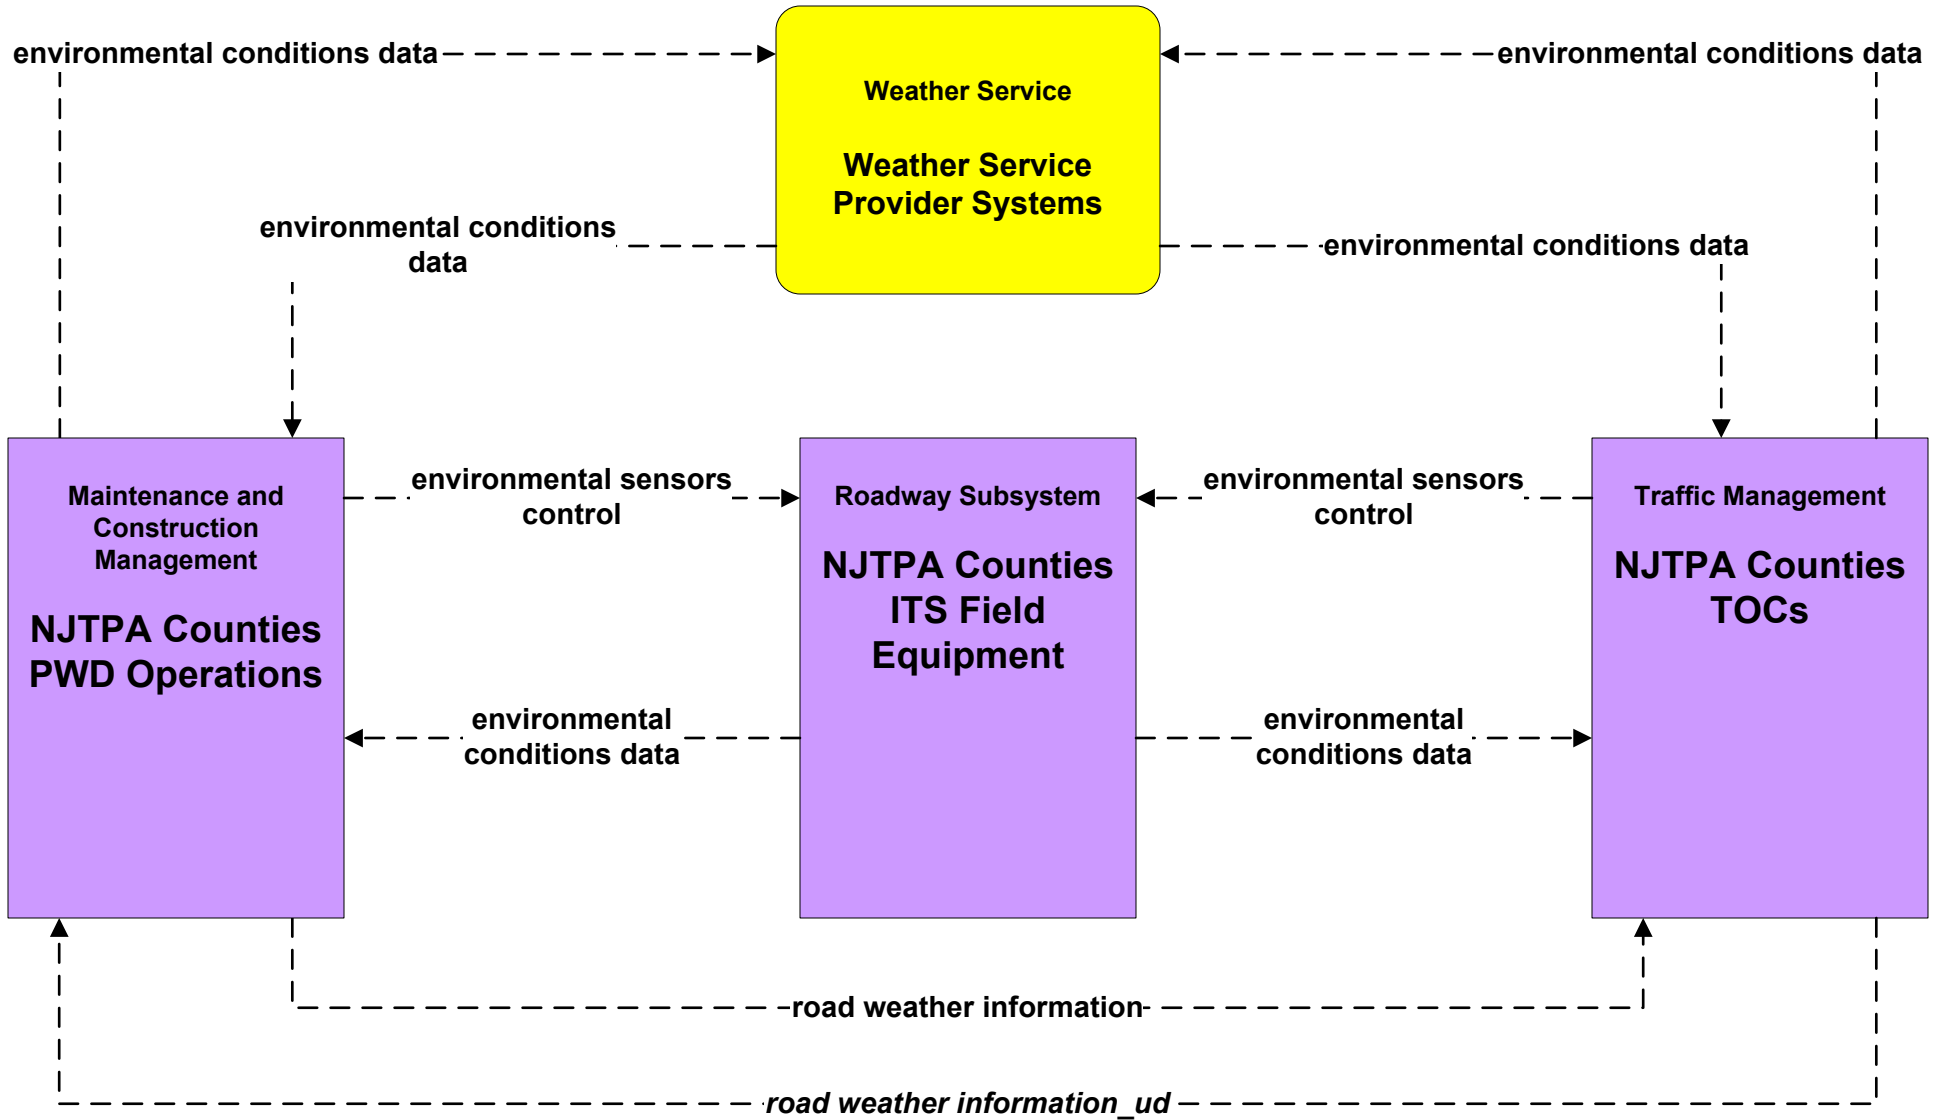 environmental conditions data
environmental conditions data
Weather Service
Weather Service
Provider Systems
environmental conditions
data
environmental conditions data
Maintenance and
Construction
Management
NJTPA Counties
PWD Operations
environmental sensors
control
Roadway Subsystem
NJTPA Counties
ITS Field
Equipment
environmental sensors
control
Traffic Management
NJTPA Counties
TOCs
environmental
conditions data
environmental
conditions data
road weather information
road weather information_ud